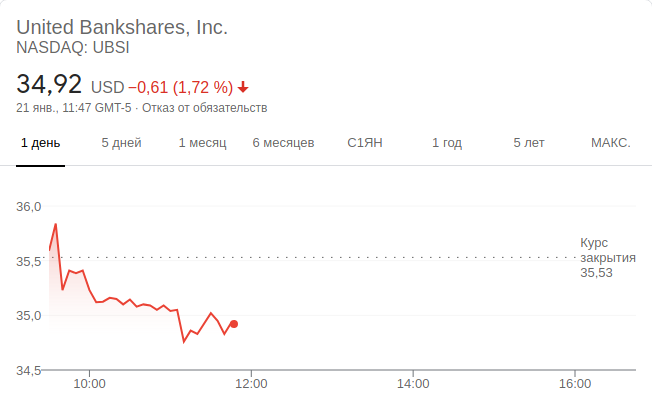 United Bankshares, Inc.
NASDAQ: UBSI
34,92 USD −0,61 (1,72 %)
21 янв., 11:47 GMT-5 · Отказ от обязательств
1 день 5 дней 1 месяц 6 месяцев С1ЯН 1 год 5 лет МАКС.
36,0
Курс
35,5 закрытия
35,53
35,0
34,5
10:00 12:00 14:00 16:00